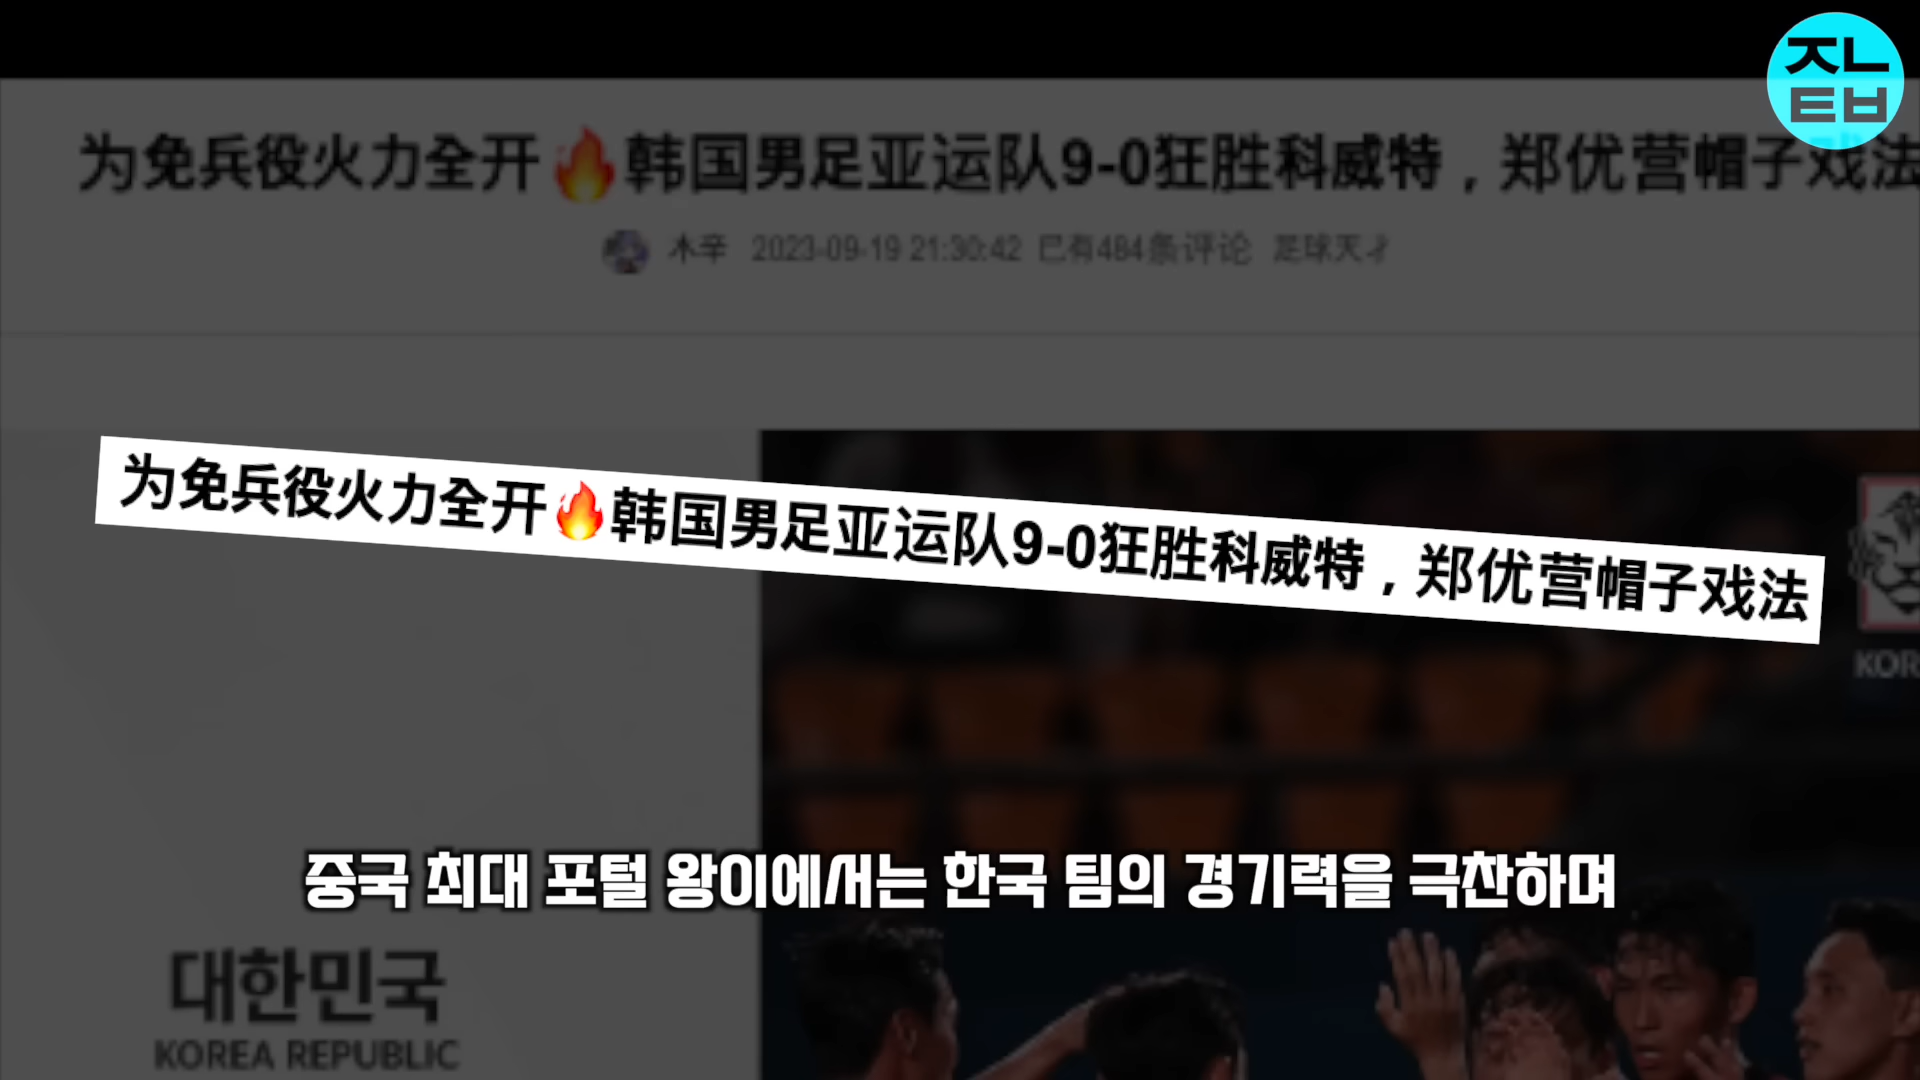 잘
틥
为免兵役火力全开🔥韩国男足亚运队9-0狂胜科威特，郑优营帽子戏法
木辛 2023-09-19 21:30:42 已有484条评论 足球天才
为免兵役火力全开🔥韩国男足亚运队9-0狂胜科威特，郑优营帽子戏法
KOR
중국 최대 포털 왕이에서는 한국 팀의 경기력을 극찬하며
대한민국
KOREA REPUBLIC